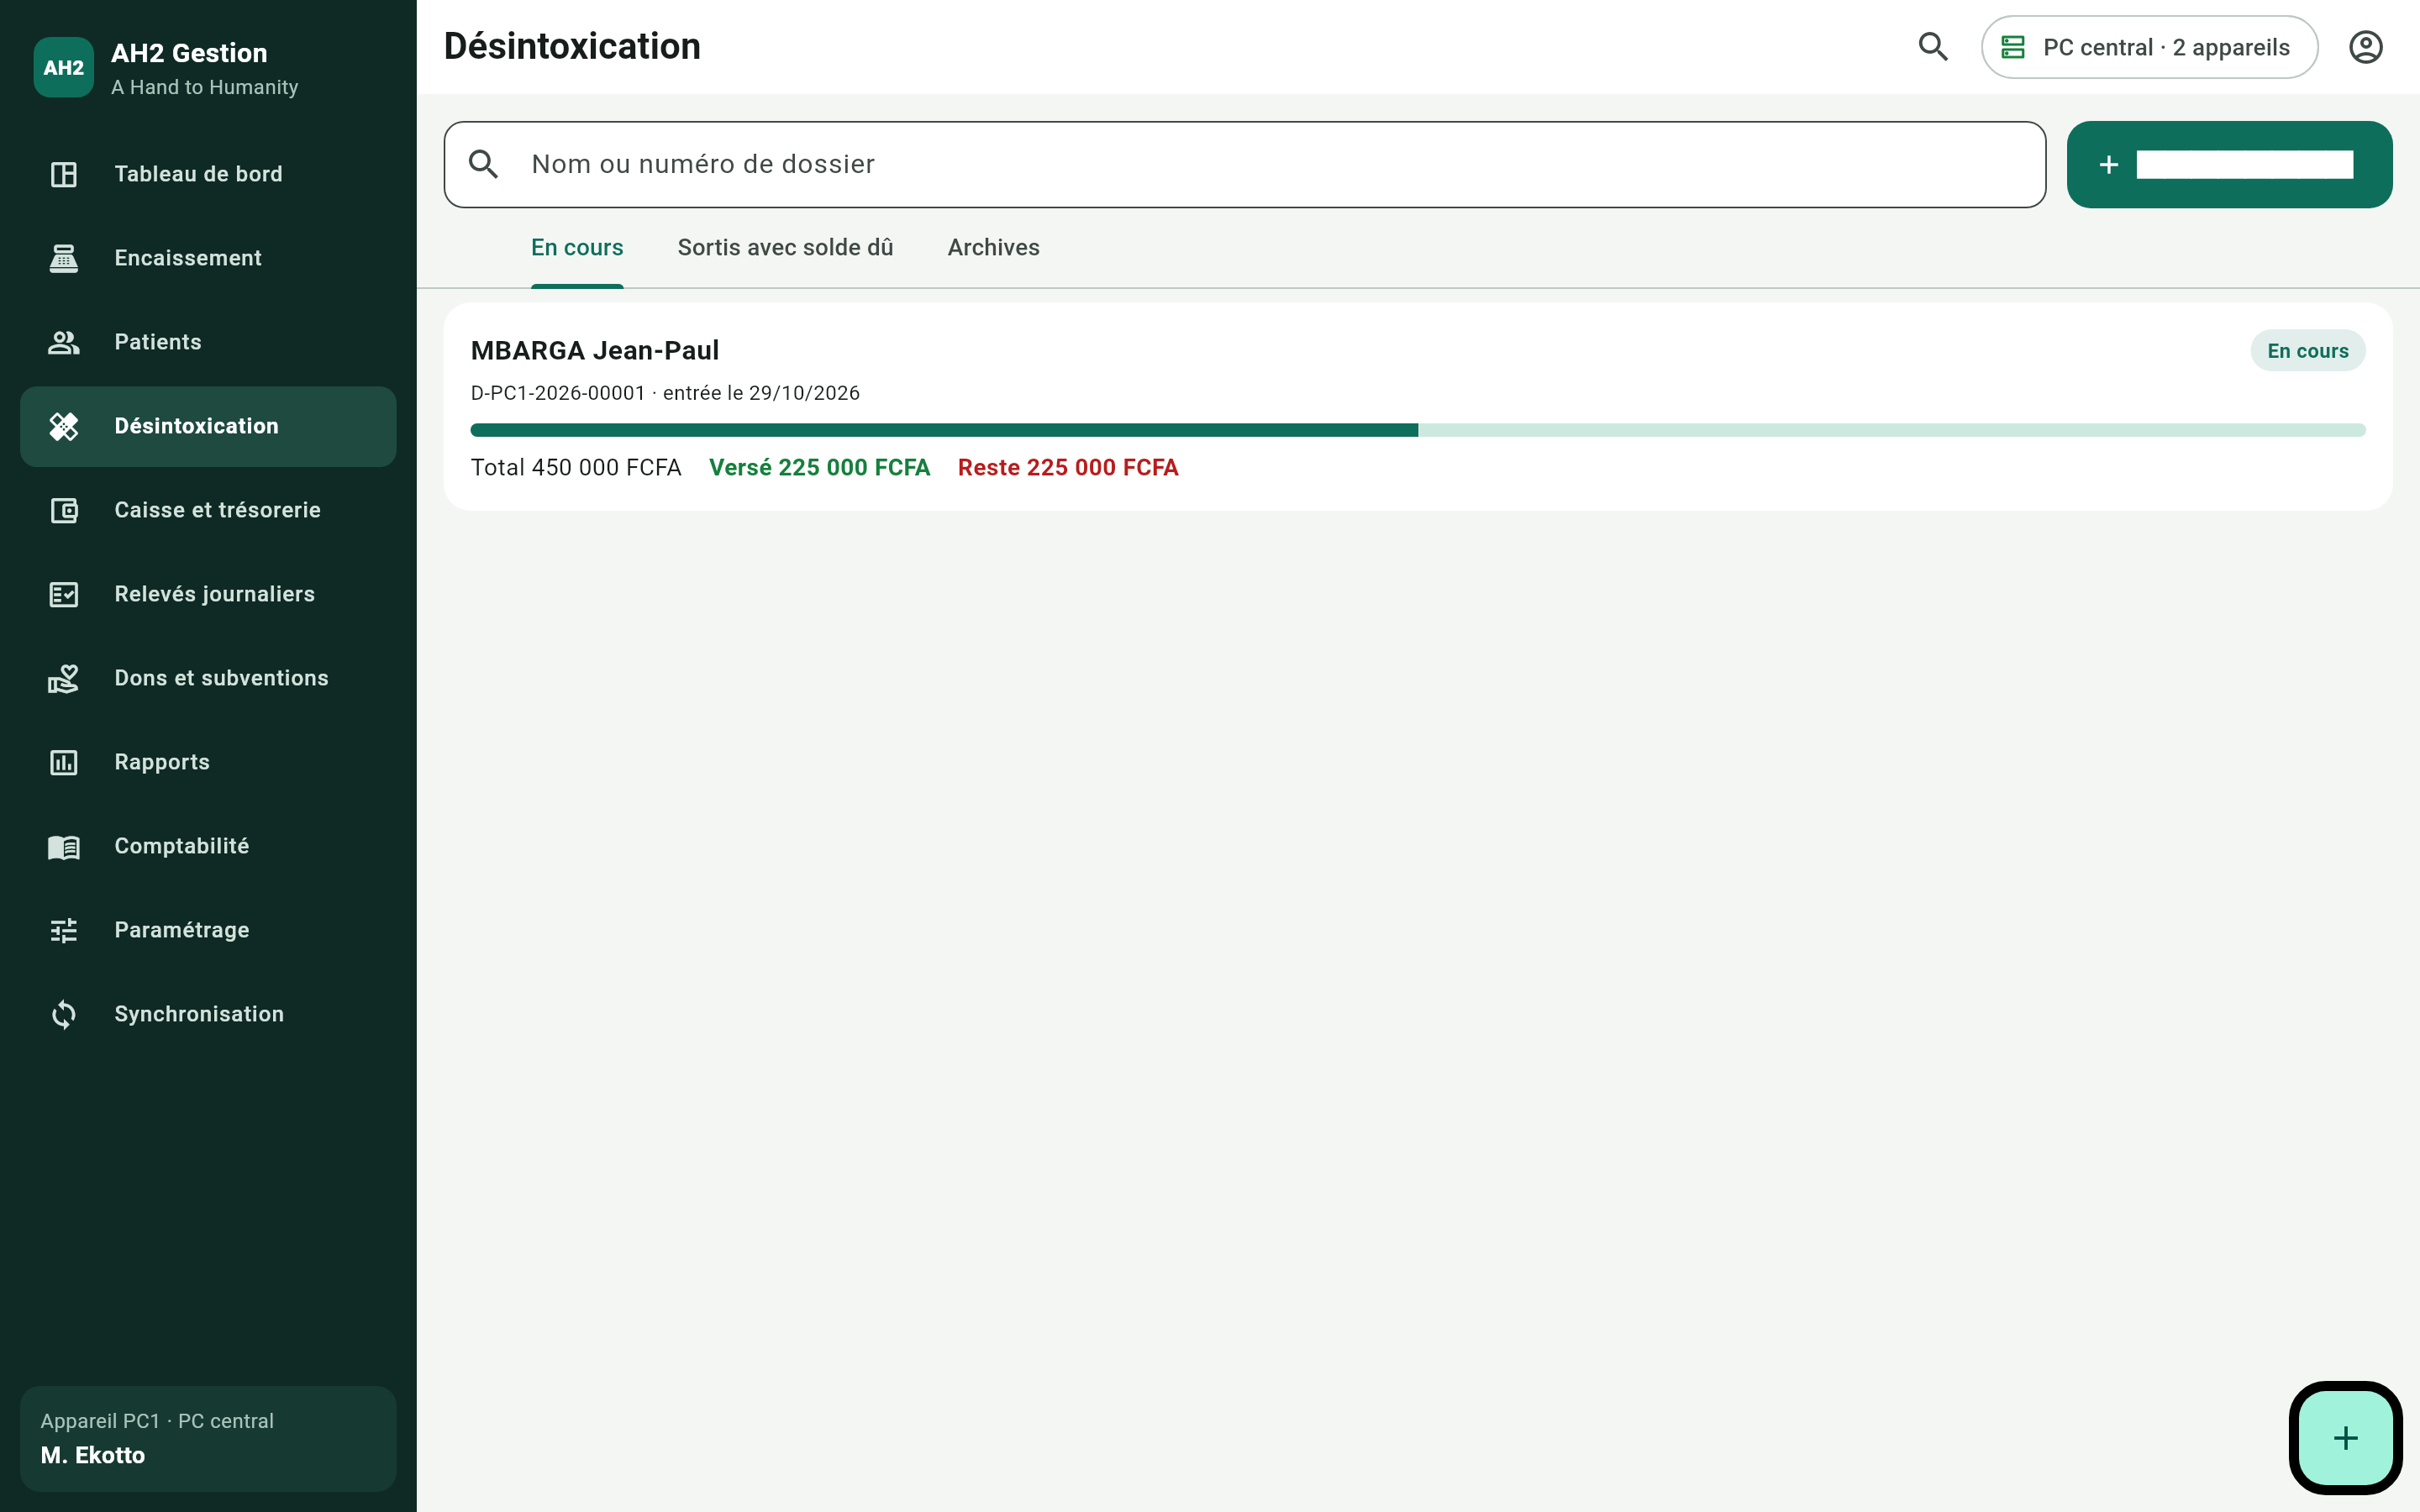 AH2
AH2 Gestion
A Hand to Humanity
Tableau de bord
Encaissement
Patients
Désintoxication
Caisse et trésorerie
Relevés journaliers
Dons et subventions
Rapports
Comptabilité
Paramétrage
Synchronisation
Appareil PC1 · PC central
M. Ekotto
Désintoxication
PC central · 2 appareils
Nom ou numéro de dossier
En cours
Sortis avec solde dû
Archives
MBARGA Jean-Paul
En cours
D-PC1-2026-00001 · entrée le 29/10/2026
Total 450 000 FCFA Versé 225 000 FCFA Reste 225 000 FCFA